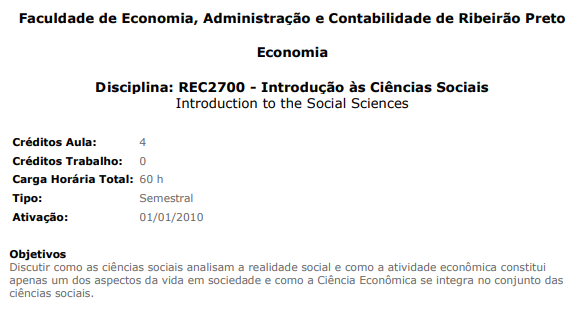 Faculdade de Economia, Administração e Contabilidade de Ribeirão Preto
Economia
Disciplina: REC2700 - Introdução às Ciências Sociais
Introduction to the Social Sciences
Créditos Aula: 4
Créditos Trabalho: 0
Carga Horária Total: 60 h
Tipo: Semestral
Ativação: 01/01/2010
Objetivos
Discutir como as ciências sociais analisam a realidade social e como a atividade econômica constitui
apenas um dos aspectos da vida em sociedade e como a Ciência Econômica se integra no conjunto das
ciências sociais.